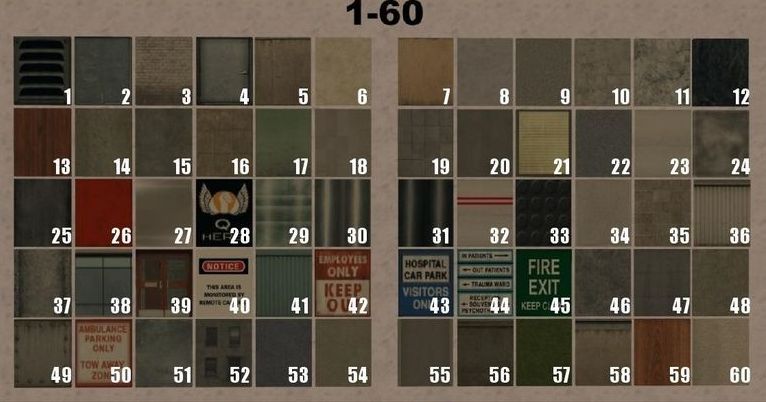 1-60
1 2 3 4 5 6 7 8 9 10 11 12
13 14 15 16 17 18 19 20 21 22 23 24
Q
25 26 27 28 29 30 31 32 33 34 35 36
NOTICE
THIS AREA IS
MONITORED BY
EMPLOYEES
ONLY
KEEP
HOSPITAL
CAR PARK
VISITORS
IN PATIENTS
OUT PATIENTS
TRAUMA WARD
FIRE
EXIT
KEEP
37 38 39 40 41 42 43 44 45 46 47 48
AMBULANCE
PARKING
ONLY
TOW AWAY
49 50 51 52 53 54 55 56 57 58 59 60